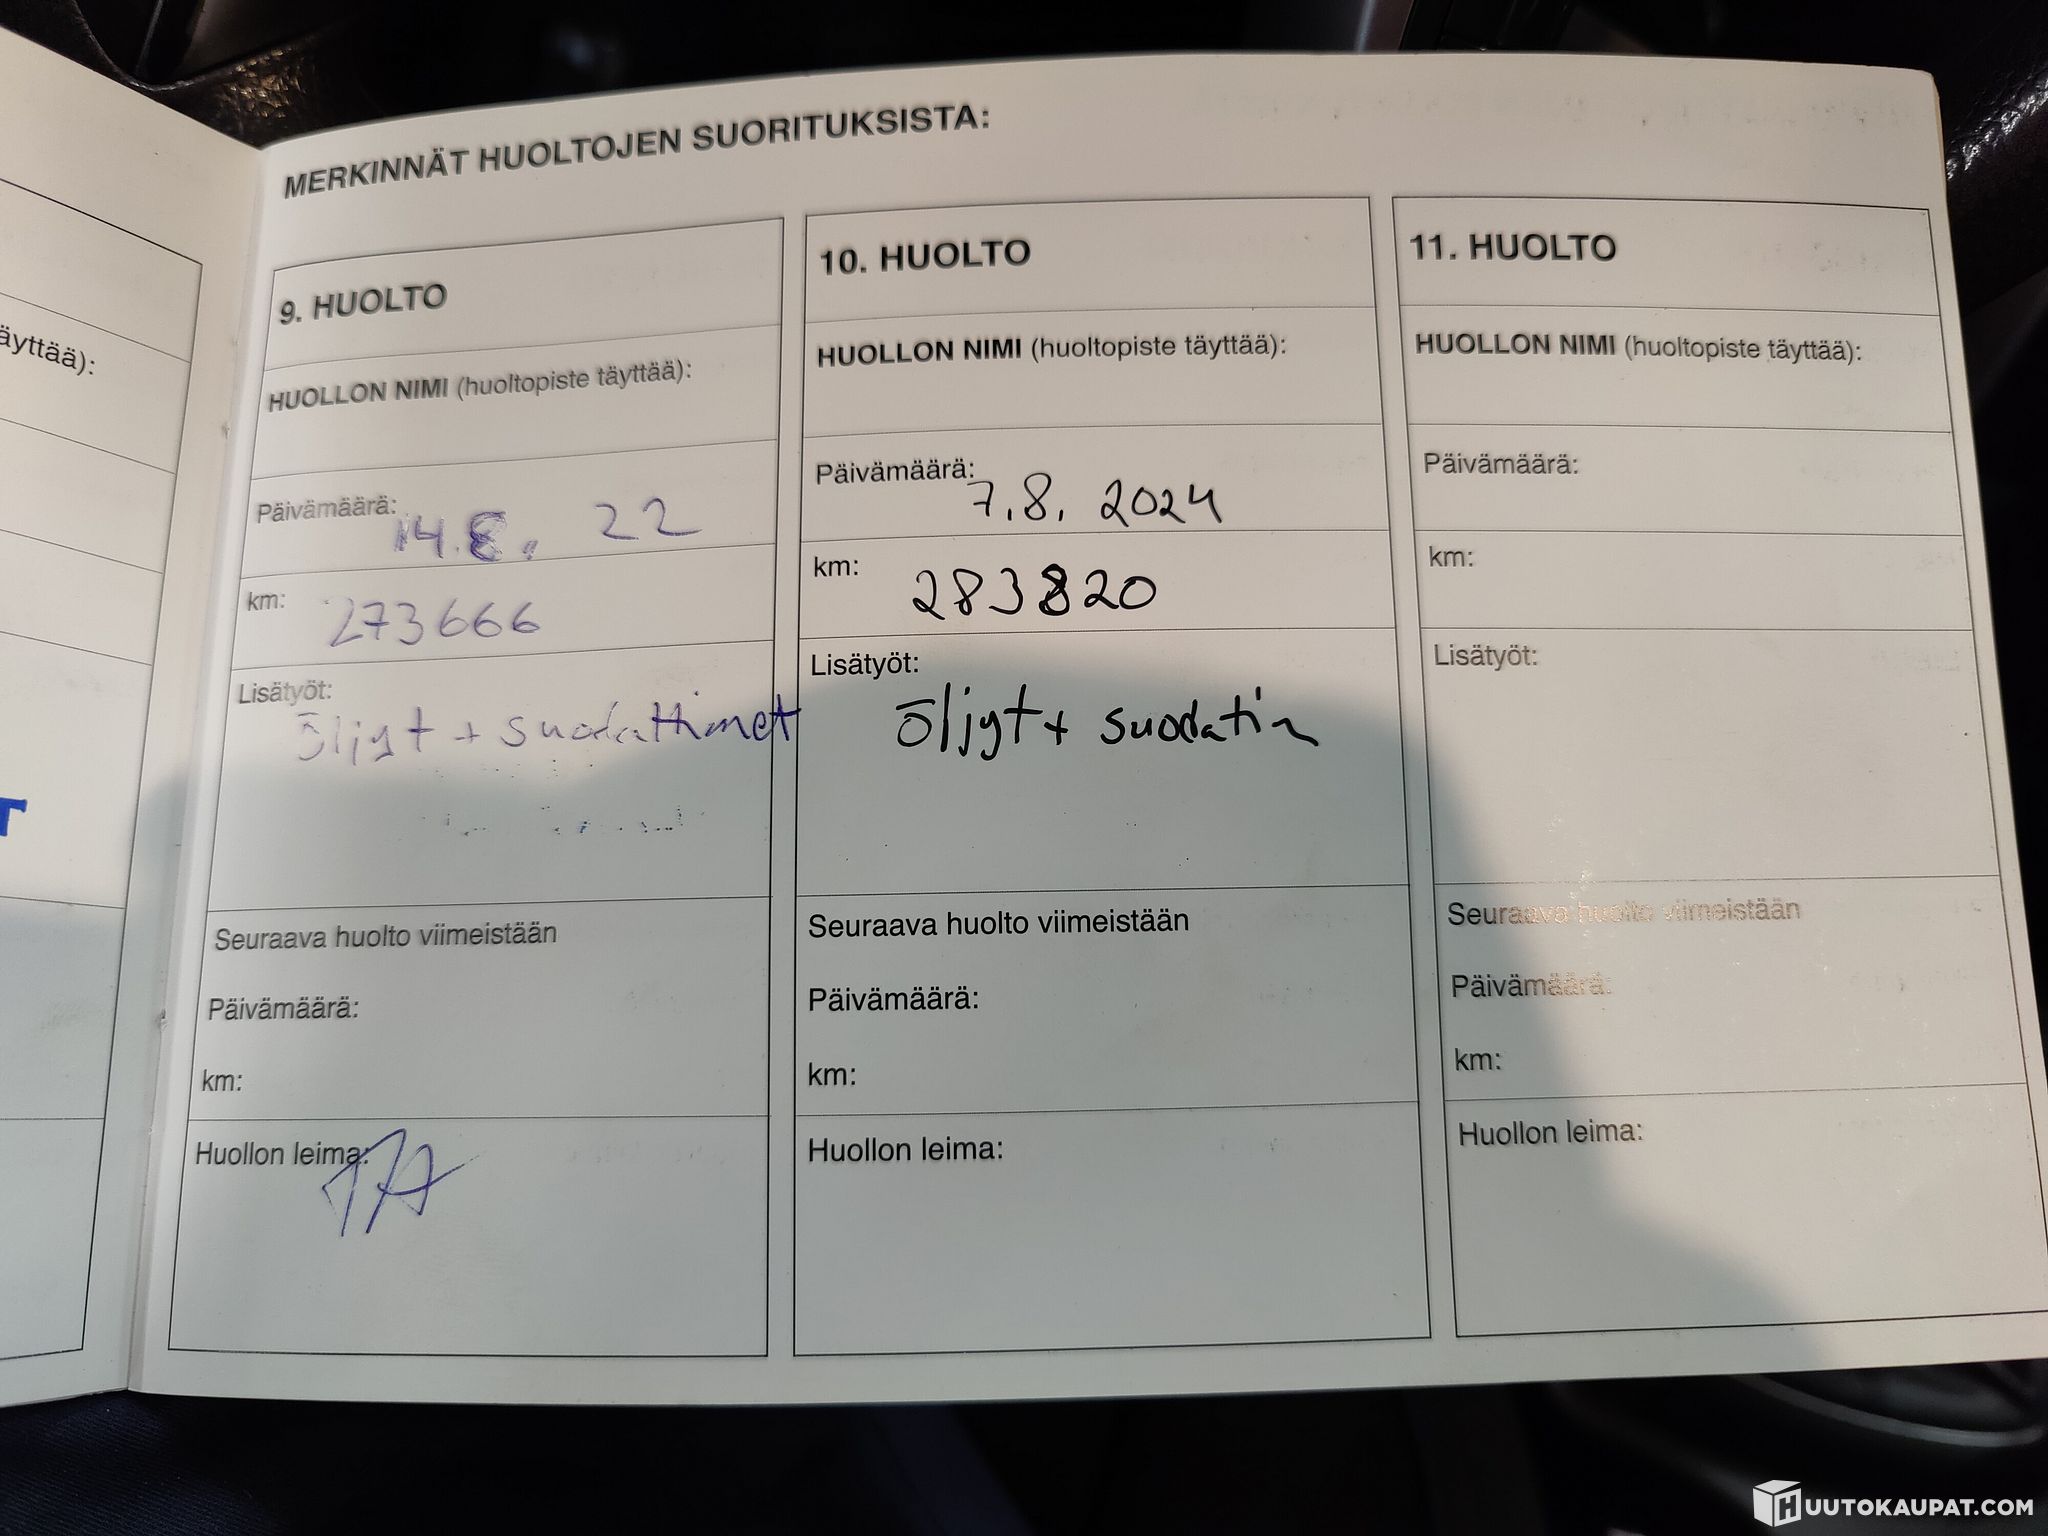 äyttää):
T
MERKINNÄT HUOLTOJEN SUORITUKSISTA:
9. HUOLTO
HUOLLON NIMI (huoltopiste täyttää):
Päivämäärä: 14.8. 22
km: 273666
Lisätyöt:
öljyt + suodattimet
Seuraava huolto viimeistään
Päivämäärä:
km:
Huollon leima:
10. HUOLTO
HUOLLON NIMI (huoltopiste täyttää):
Päivämäärä: 7.8. 2024
km: 283820
Lisätyöt:
öljyt + suodatin
Seuraava huolto viimeistään
Päivämäärä:
km:
Huollon leima:
11. HUOLTO
HUOLLON NIMI (huoltopiste täyttää):
Päivämäärä:
km:
Lisätyöt:
Seuraava huolto viimeistään
Päivämäärä:
km:
Huollon leima:
HUUTOKAUPAT.COM